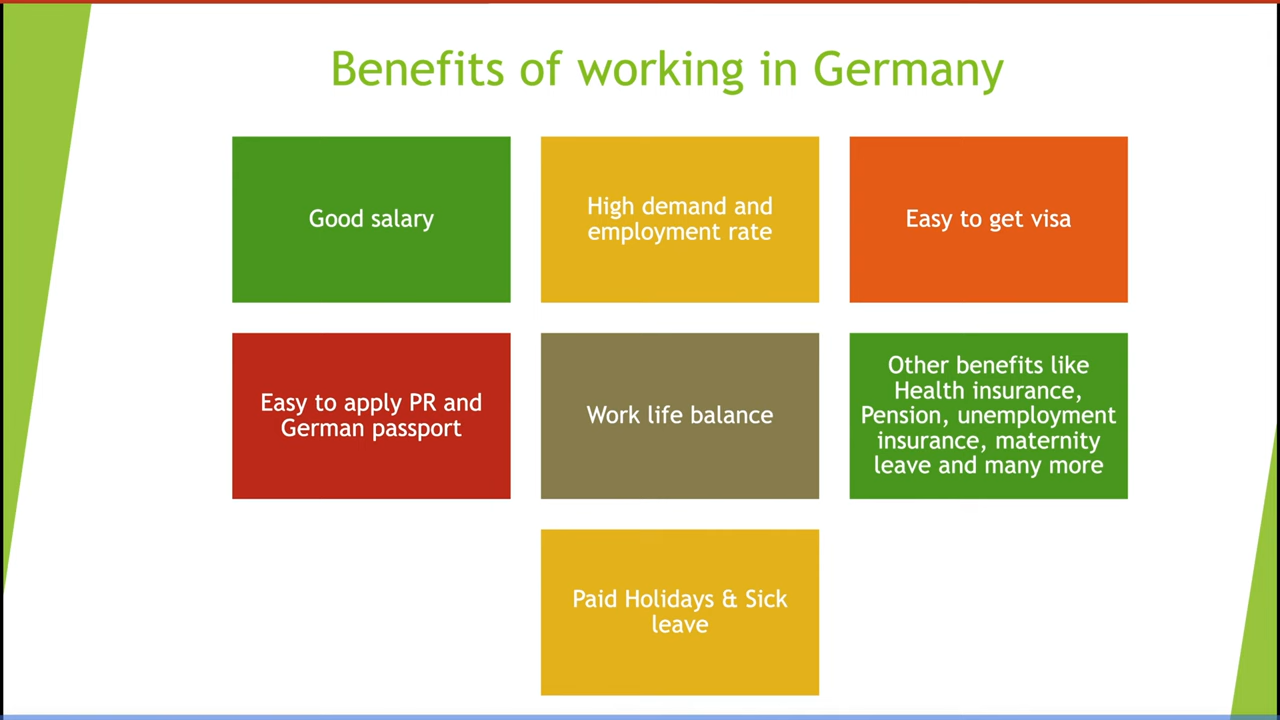 Benefits of working in Germany
Good salary
High demand and
employment rate
Easy to get visa
Easy to apply PR and
German passport
Work life balance
Other benefits like
Health insurance,
Pension, unemployment
insurance, maternity
leave and many more
Paid Holidays & Sick
leave